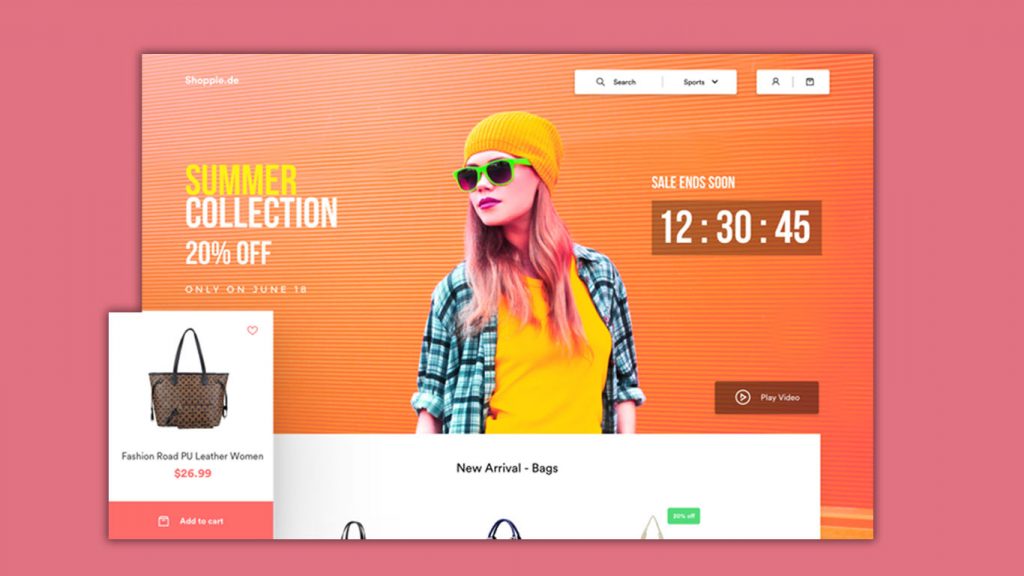 Shoppie.de
Search
Sports
SUMMER
COLLECTION
20% OFF
ONLY ON JUNE 18
SALE ENDS SOON
12 : 30 : 45
Play Video
Fashion Road PU Leather Women
$26.99
Add to cart
New Arrival - Bags
20% off